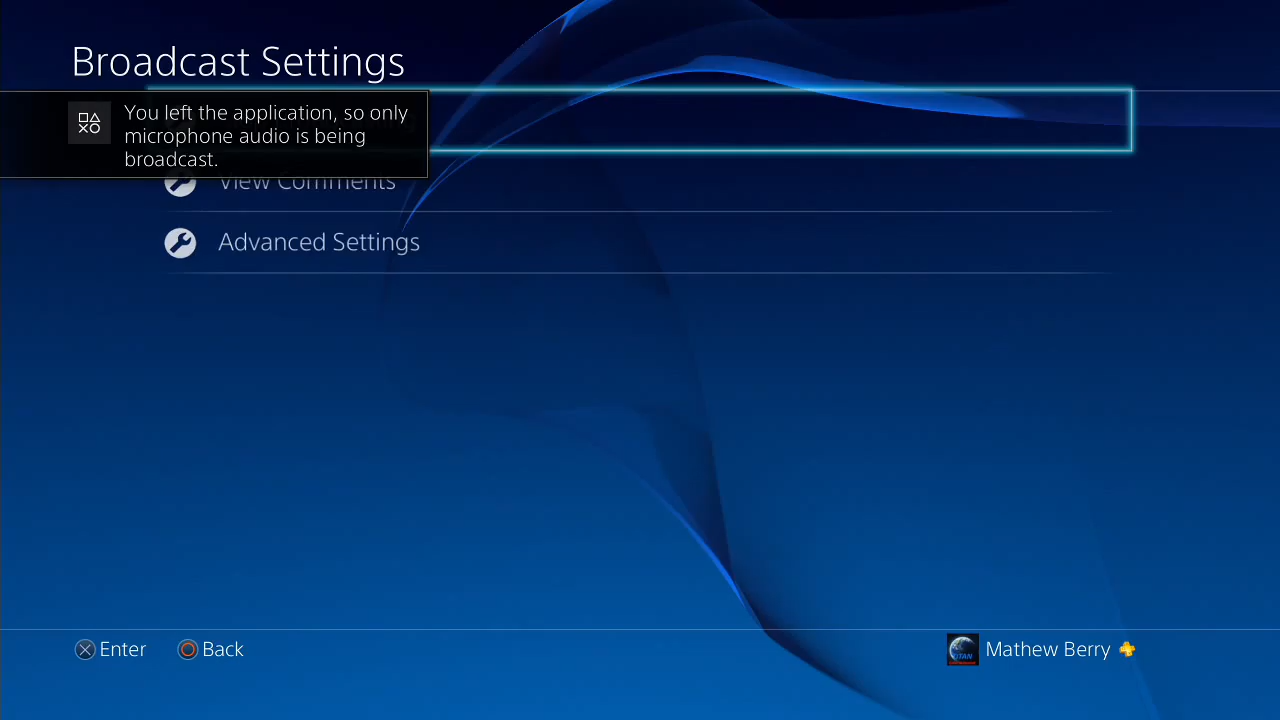 Broadcast Settings
You left the application, so only
microphone audio is being
broadcast.
View Comments
Advanced Settings
Enter
Back
Mathew Berry
TITAN